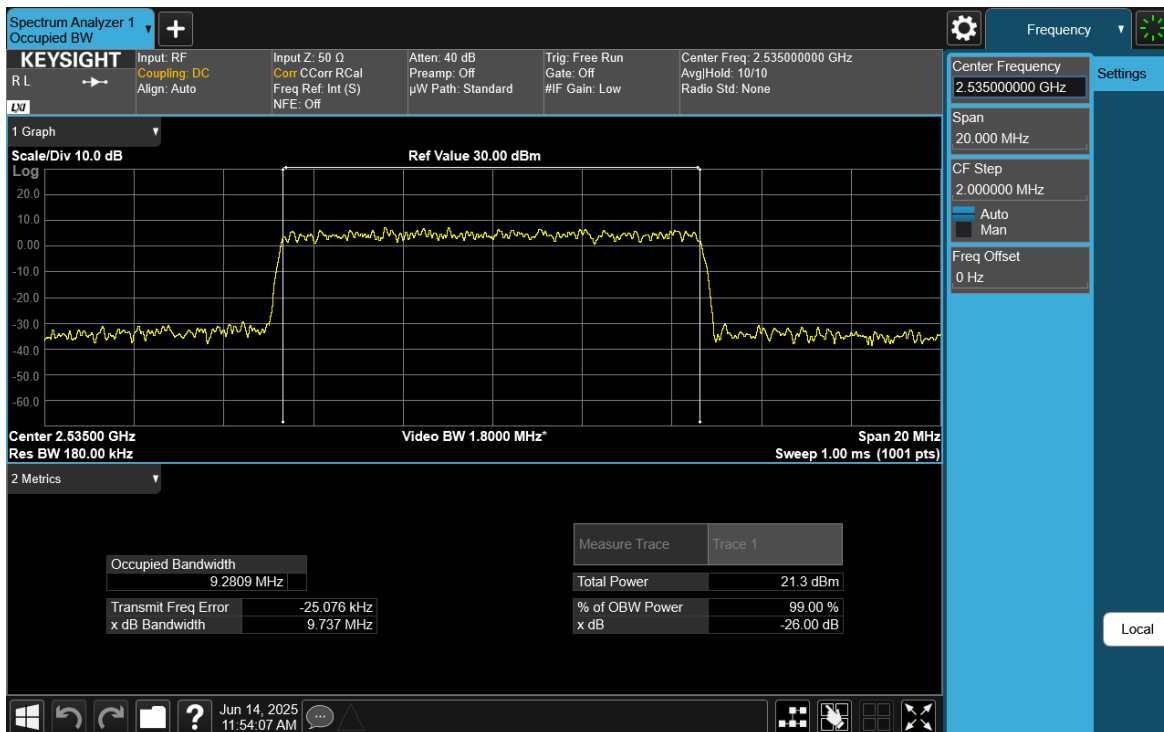 Spectrum Analyzer 1
Occupied BW
+
Frequency
KEYSIGHT
R L
LXI
Input: RF
Coupling: DC
Align: Auto
Input Z: 50 Ω
Corr CCorr RCal
Freq Ref: Int (S)
NFE: Off
Atten: 40 dB
Preamp: Off
µW Path: Standard
Trig: Free Run
Gate: Off
#IF Gain: Low
Center Freq: 2.535000000 GHz
Avg|Hold: 10/10
Radio Std: None
Center Frequency
2.535000000 GHz
Settings
Span
20.000 MHz
CF Step
2.000000 MHz
Auto
Man
Freq Offset
0 Hz
Local
1 Graph
Scale/Div 10.0 dB
Ref Value 30.00 dBm
Log
20.0
10.0
0.00
-10.0
-20.0
-30.0
-40.0
-50.0
-60.0
Center 2.53500 GHz
Video BW 1.8000 MHz*
Span 20 MHz
Res BW 180.00 kHz
Sweep 1.00 ms (1001 pts)
2 Metrics
Measure Trace Trace 1
Occupied Bandwidth
9.2809 MHz
Total Power 21.3 dBm
Transmit Freq Error -25.076 kHz
% of OBW Power 99.00 %
x dB Bandwidth 9.737 MHz
x dB -26.00 dB
?
Jun 14, 2025
11:54:07 AM